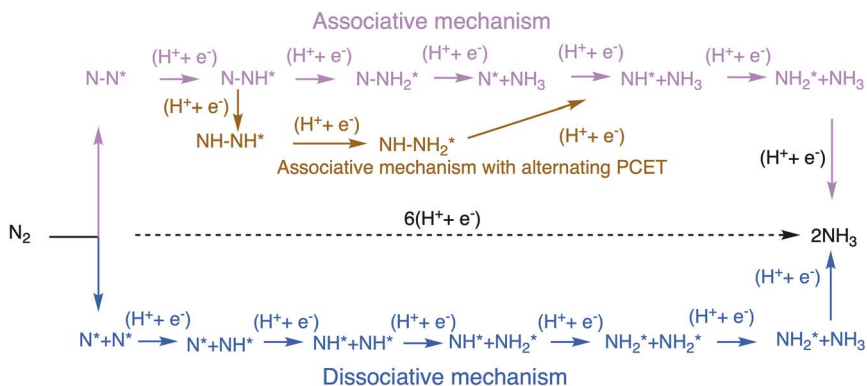 Associative mechanism
(H⁺+ e⁻) (H⁺+ e⁻) (H⁺+ e⁻) (H⁺+ e⁻) (H⁺+ e⁻)
N-N* N-NH* N-NH₂* N*+NH₃ NH*+NH₃ NH₂*+NH₃
(H⁺+ e⁻) (H⁺+ e⁻) (H⁺+ e⁻)
NH-NH* NH-NH₂*
Associative mechanism with alternating PCET
(H⁺+ e⁻)
6(H⁺+ e⁻)
N₂ 2NH₃
(H⁺+ e⁻)
(H⁺+ e⁻) (H⁺+ e⁻) (H⁺+ e⁻) (H⁺+ e⁻) (H⁺+ e⁻)
N*+N* N*+NH* NH*+NH* NH*+NH₂* NH₂*+NH₂* NH₂*+NH₃
Dissociative mechanism